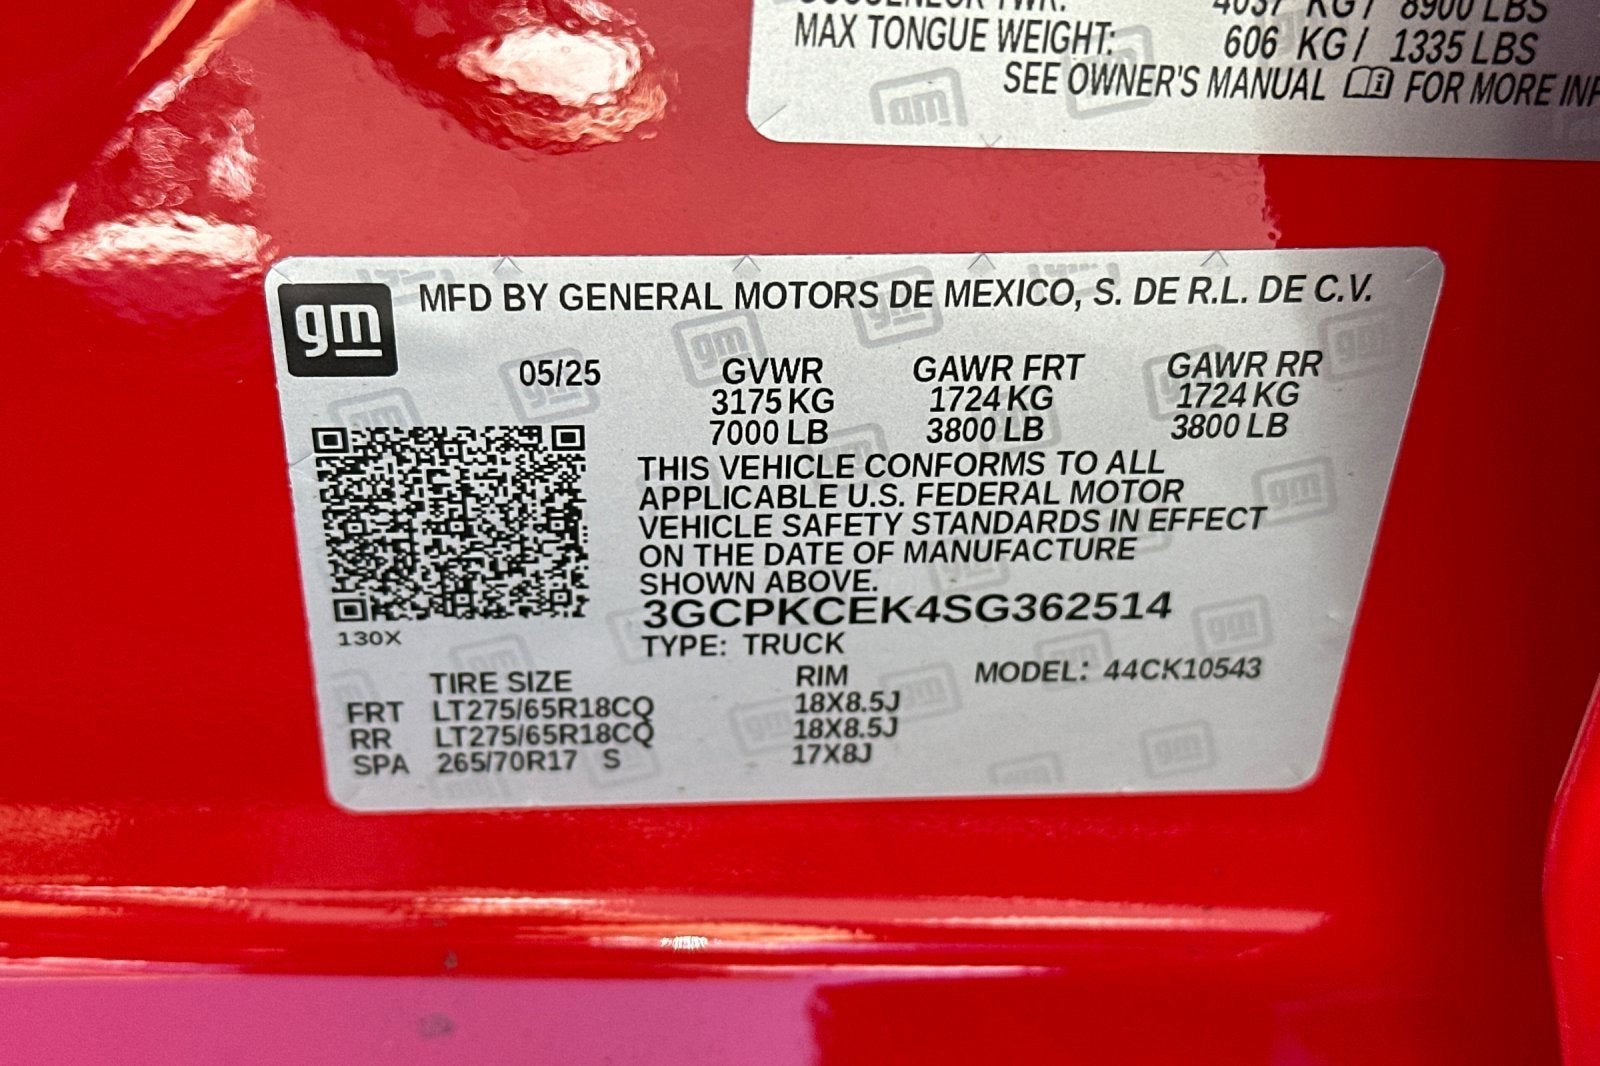 4037 KG / 8900 LBS
MAX TONGUE WEIGHT: 606 KG / 1335 LBS
SEE OWNER'S MANUAL FOR MORE
gm
MFD BY GENERAL MOTORS DE MEXICO, S. DE R.L. DE C.V.
05/25 GVWR GAWR FRT GAWR RR
3175 KG 1724 KG 1724 KG
7000 LB 3800 LB 3800 LB
THIS VEHICLE CONFORMS TO ALL
APPLICABLE U.S. FEDERAL MOTOR
VEHICLE SAFETY STANDARDS IN EFFECT
ON THE DATE OF MANUFACTURE
SHOWN ABOVE.
3GCPKCEK4SG362514
130X
TYPE: TRUCK
TIRE SIZE RIM MODEL: 44CK10543
FRT LT275/65R18CQ 18X8.5J
RR LT275/65R18CQ 18X8.5J
SPA 265/70R17 S 17X8J